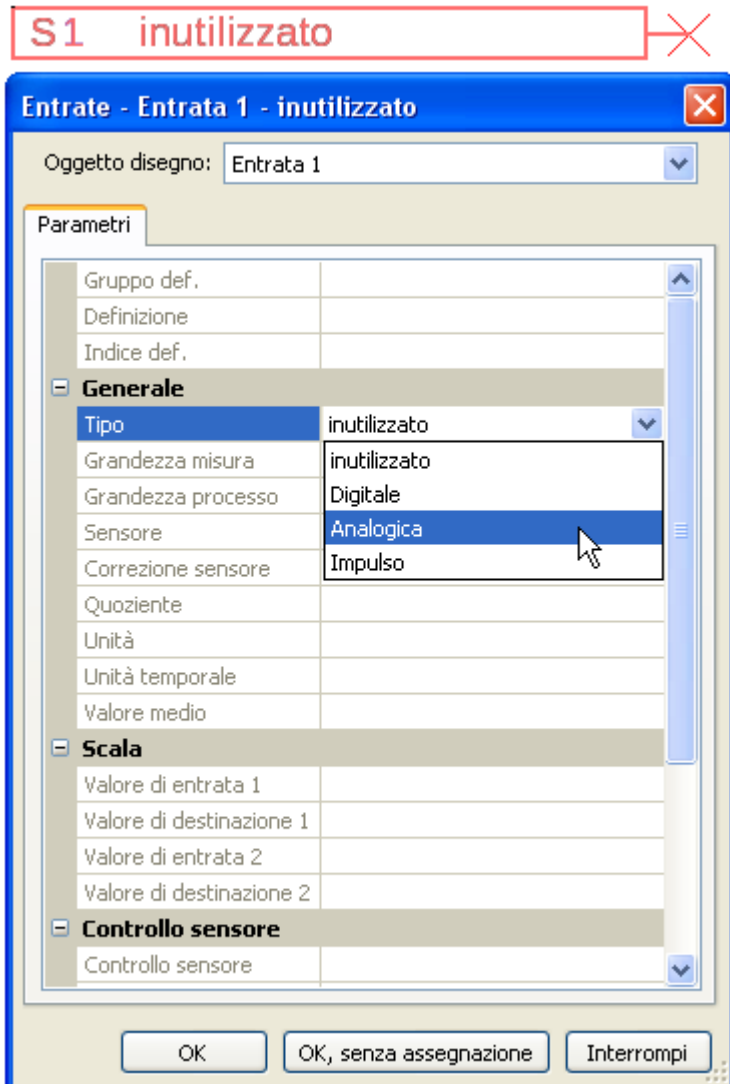 S1 inutilizzato
Entrate - Entrata 1 - inutilizzato
Oggetto disegno: Entrata 1
Parametri
Gruppo def.
Definizione
Indice def.
Generale
Tipo inutilizzato
Grandezza misura inutilizzato
Grandezza processo Digitale
Sensore Analogica
Correzione sensore Impulso
Quoziente
Unità
Unità temporale
Valore medio
Scala
Valore di entrata 1
Valore di destinazione 1
Valore di entrata 2
Valore di destinazione 2
Controllo sensore
Controllo sensore
OK OK, senza assegnazione Interrompi